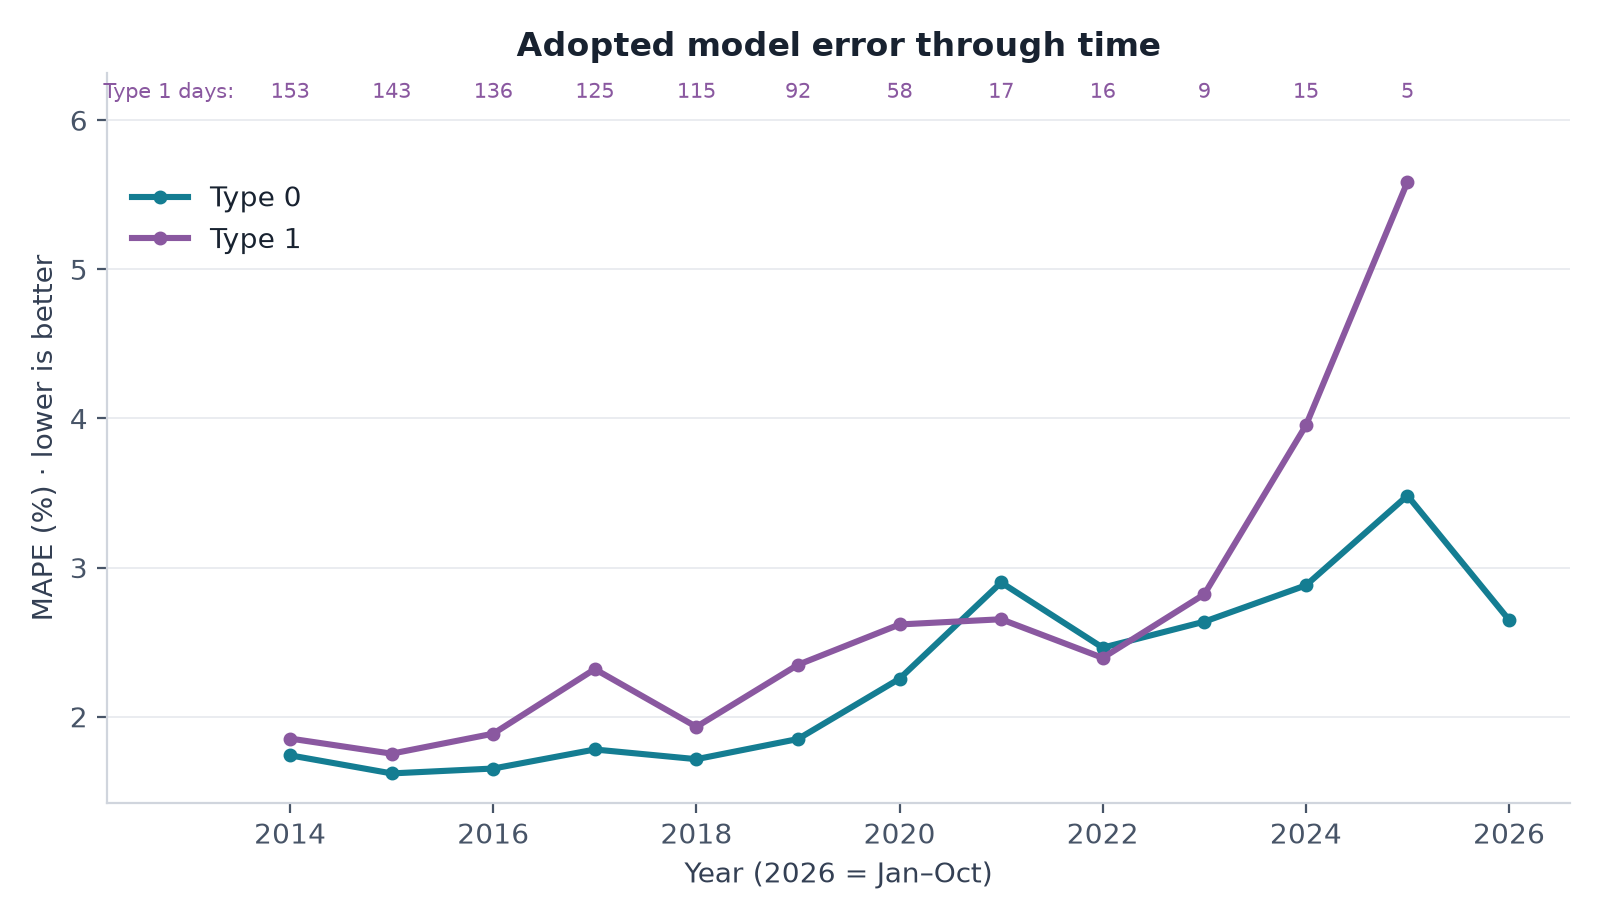 Adopted model error through time
Type 1 days: 153 143 136 125 115 92 58 17 16 9 15 5
Type 0
Type 1
MAPE (%) · lower is better
6
5
4
3
2
2014 2016 2018 2020 2022 2024 2026
Year (2026 = Jan–Oct)